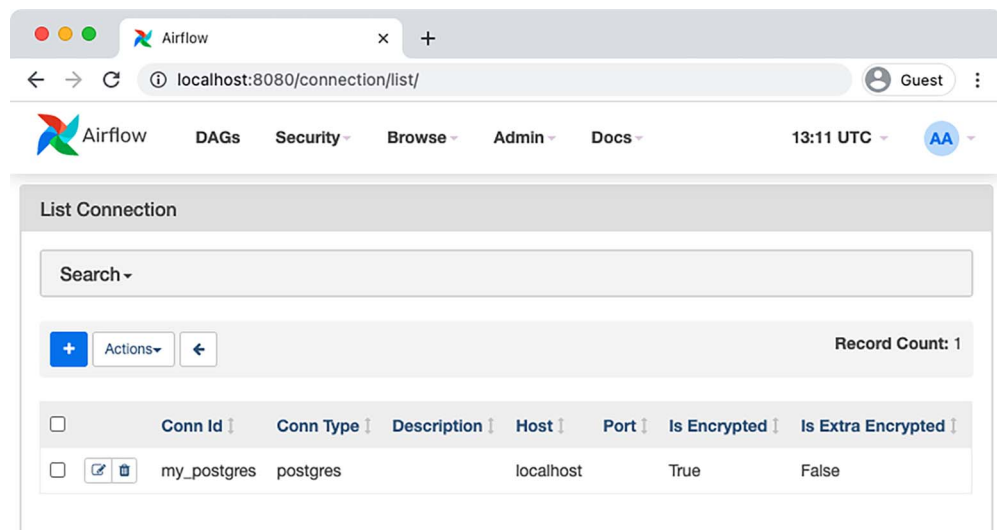 Airflow
localhost:8080/connection/list/ Guest
Airflow DAGs Security Browse Admin Docs 13:11 UTC AA
List Connection
Search
+ Actions Record Count: 1
Conn Id Conn Type Description Host Port Is Encrypted Is Extra Encrypted
my_postgres postgres localhost True False